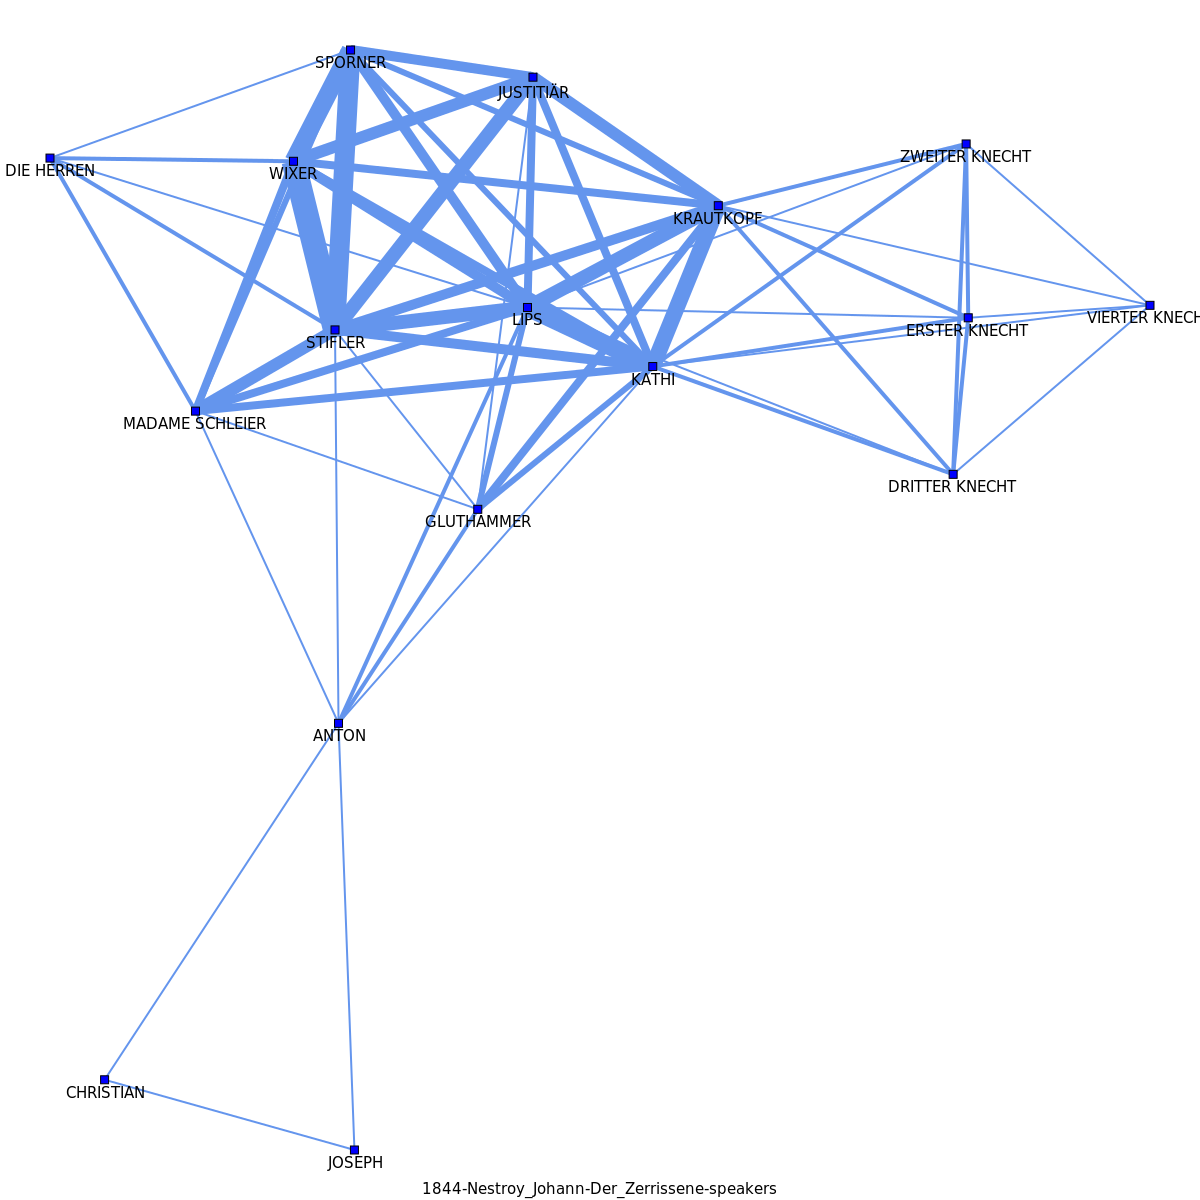 SPORNER
JUSTITIÄR
ZWEITER KNECHT
DIE HERREN
WIXER
KRAUTKOPF
LIPS
VIERTER KNECH
ERSTER KNECHT
STIFLER
KATHI
MADAME SCHLEIER
DRITTER KNECHT
GLUTHAMMER
ANTON
CHRISTIAN
JOSEPH
1844-Nestroy_Johann-Der_Zerrissene-speakers